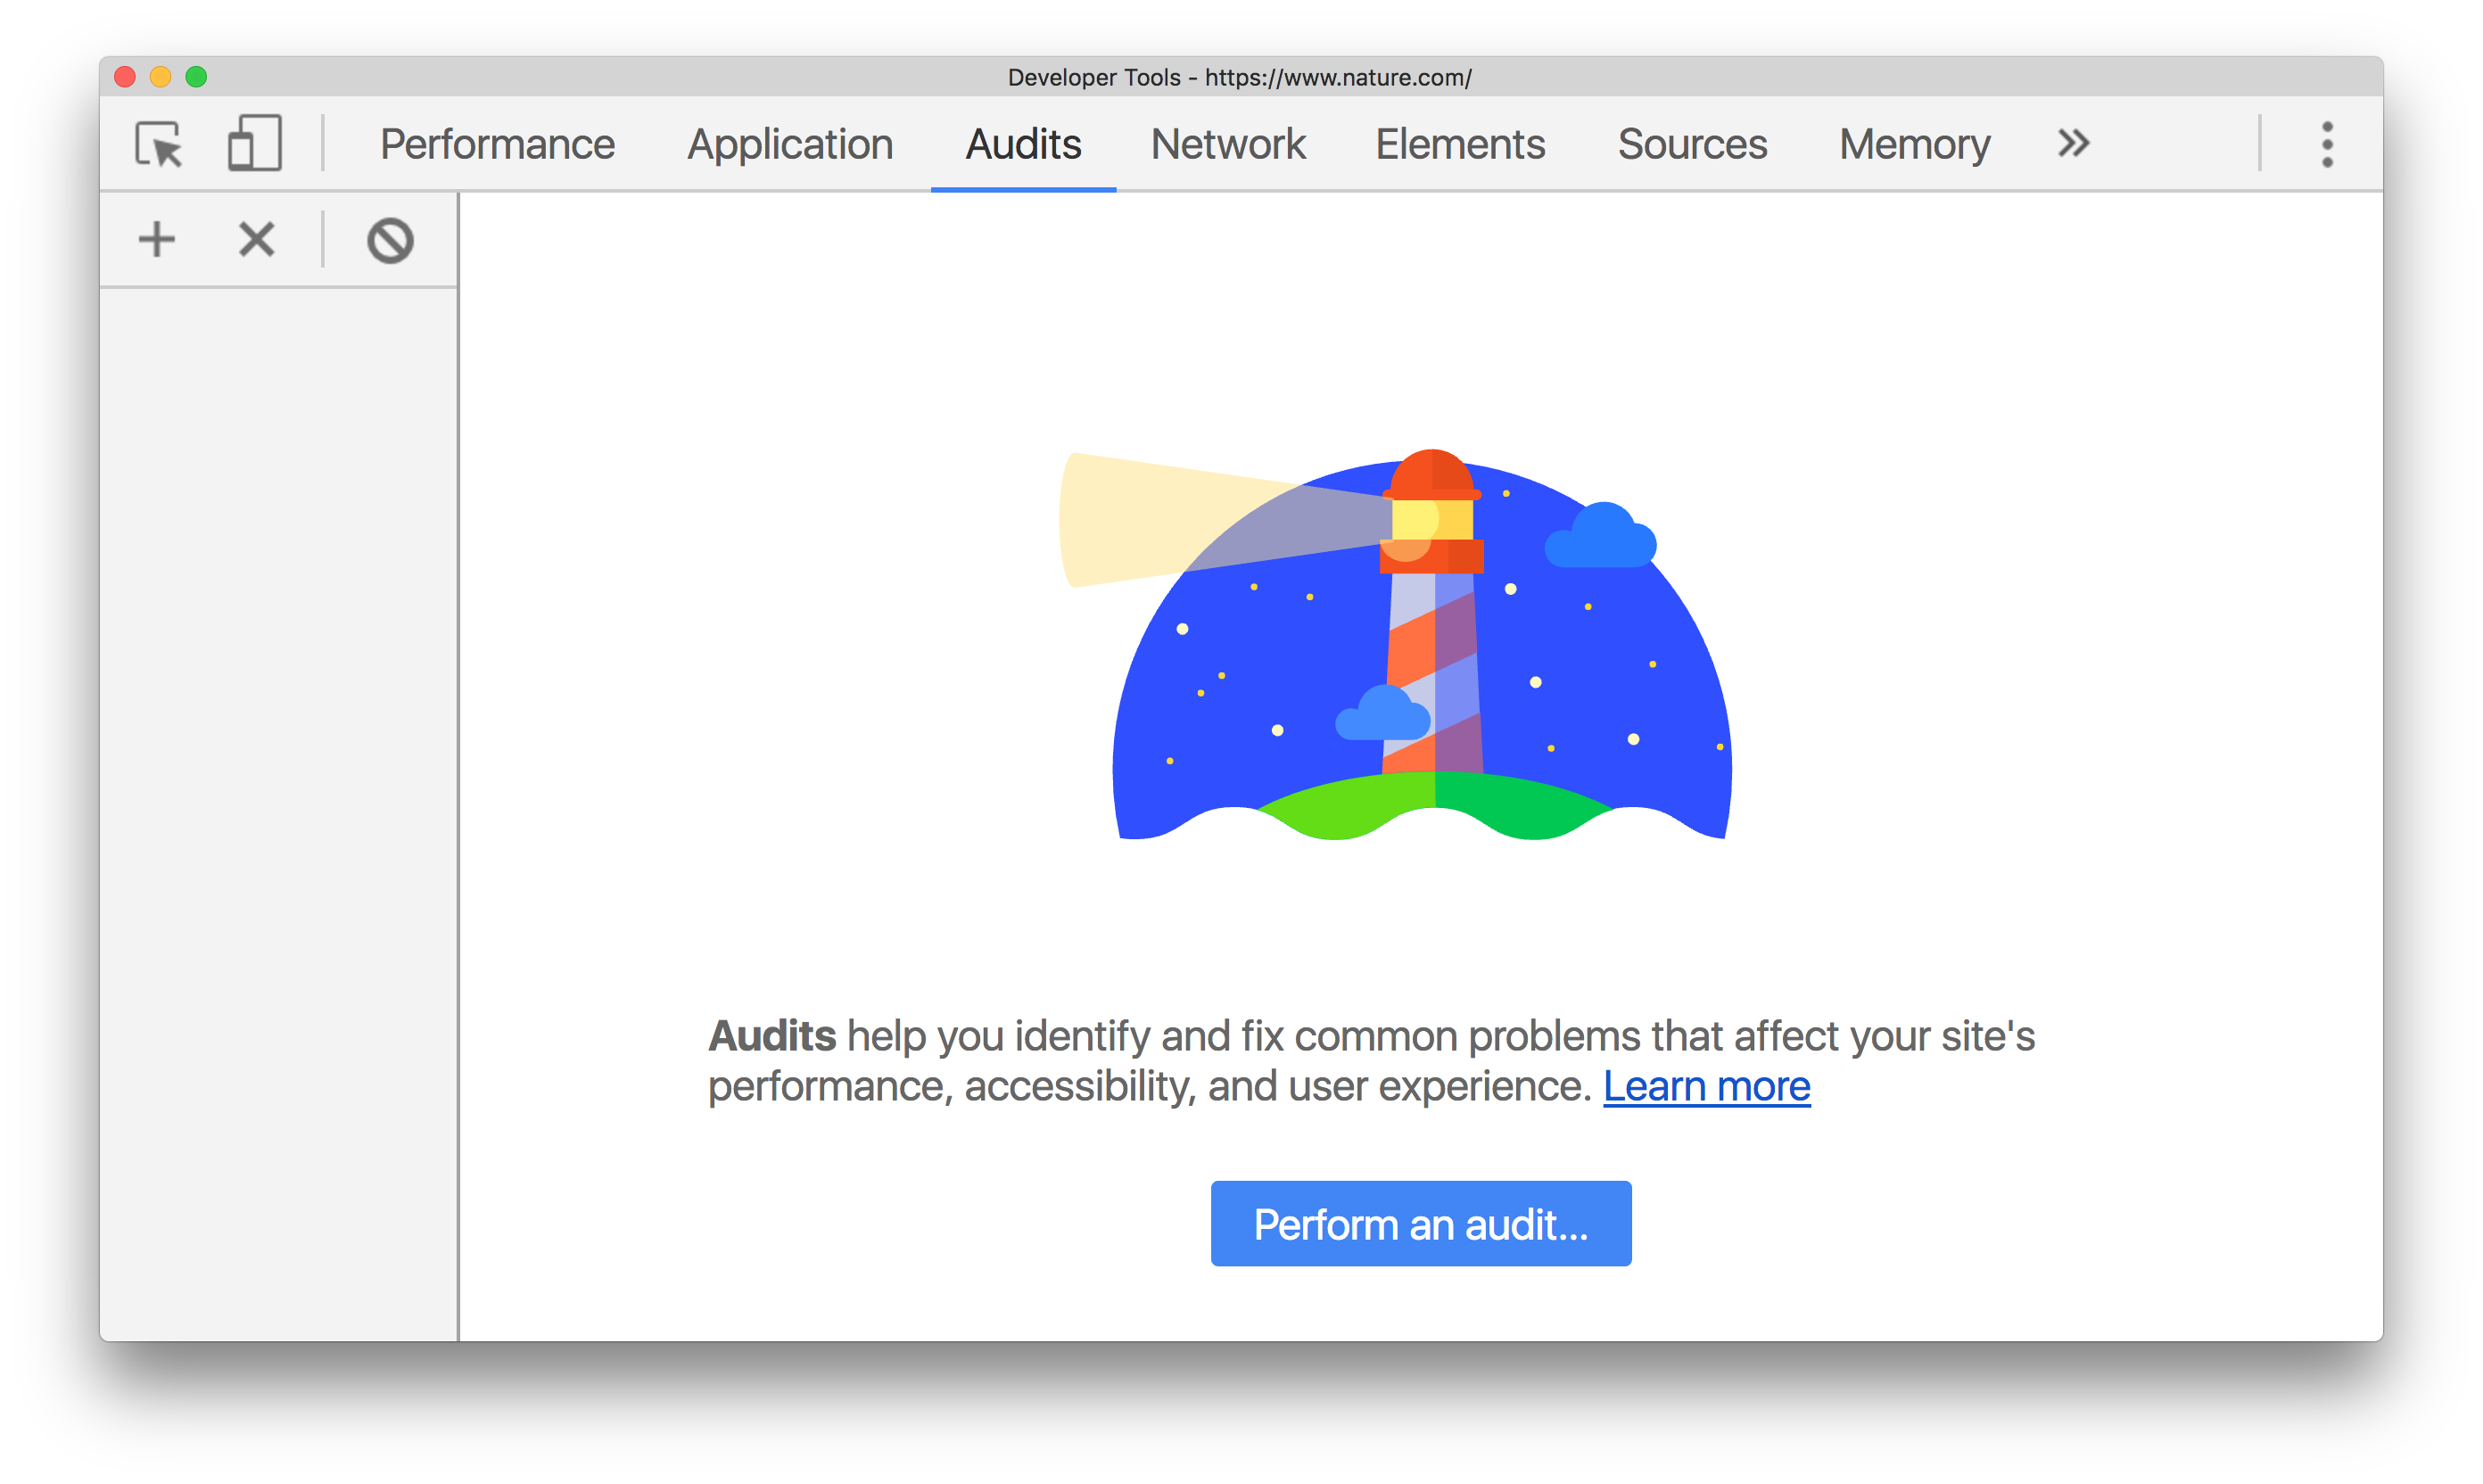 Developer Tools - https://www.nature.com/
Performance Application Audits Network Elements Sources Memory
Audits help you identify and fix common problems that affect your site's
performance, accessibility, and user experience. Learn more
Perform an audit...